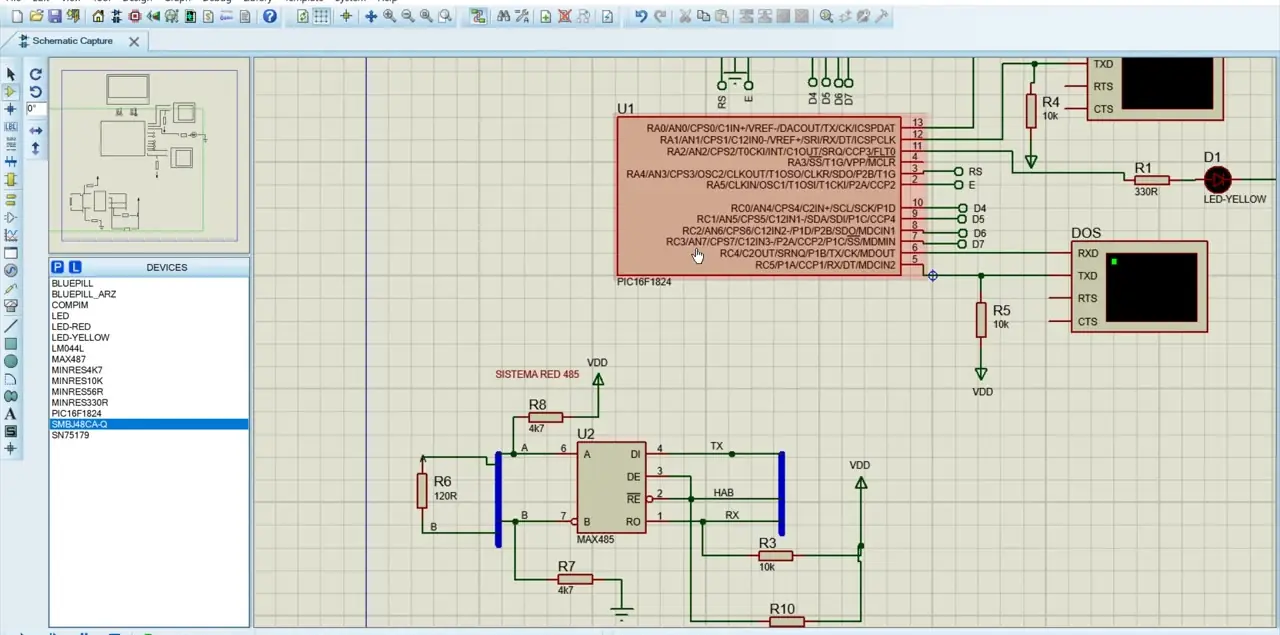 Schematic Capture
0°
P L DEVICES
BLUEPILL
BLUEPILL_ARZ
COMPIM
LED
LED-RED
LED-YELLOW
LM044L
MAX487
MINRES4K7
MINRES10K
MINRES56R
MINRES330R
PIC16F1824
SMBJ48CA-Q
SN75179
RS
E
D4
D5
D6
D7
U1
RA0/AN0/CPS0/C1IN+/VREF-/DACOUT/TX/CK/ICSPDAT 13
RA1/AN1/CPS1/C12IN0-/VREF+/SRI/RX/DT/ICSPCLK 12
RA2/AN2/CPS2/T0CKI/INT/C1OUT/SRQ/CCP3/FLT0 11
RA3/SS/T1G/VPP/MCLR 4
RA4/AN3/CPS3/OSC2/CLKOUT/T1OSO/CLKR/SDO/P2B/T1G 3 RS
RA5/CLKIN/OSC1/T1OSI/T1CKI/P2A/CCP2 2 E
RC0/AN4/CPS4/C2IN+/SCL/SCK/P1D 10 D4
RC1/AN5/CPS5/C12IN1-/SDA/SDI/P1C/CCP4 9 D5
RC2/AN6/CPS6/C12IN2-/P1D/P2B/SDO/MDCIN1 8 D6
RC3/AN7/CPS7/C12IN3-/P2A/CCP2/P1C/SS/MDMIN 7 D7
RC4/C2OUT/SRNQ/P1B/TX/CK/MDOUT 6
RC5/P1A/CCP1/RX/DT/MDCIN2 5
PIC16F1824
TXD
RTS
CTS
R4
10k
R1
330R
D1
LED-YELLOW
DOS
RXD
TXD
RTS
CTS
R5
10k
VDD
SISTEMA RED 485
VDD
R8
4k7
U2
A 6 A DI 4 TX
DE 3
RE 2 HAB
B 7 B RO 1 RX
MAX485
A
R6
120R
B
R7
4k7
VDD
R3
10k
R10